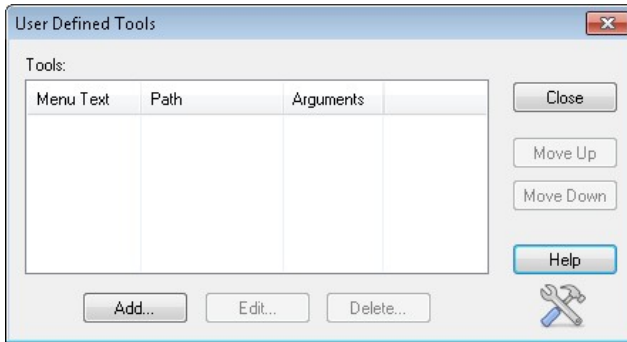 User Defined Tools
Tools:
Menu Text Path Arguments
Close
Move Up
Move Down
Help
Add... Edit... Delete...